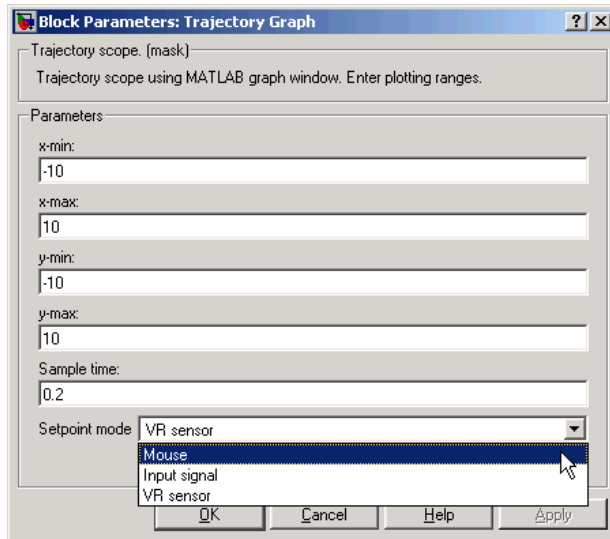 Block Parameters: Trajectory Graph
Trajectory scope. (mask)
Trajectory scope using MATLAB graph window. Enter plotting ranges.
Parameters
x-min:
-10
x-max:
10
y-min:
-10
y-max:
10
Sample time:
0.2
Setpoint mode VR sensor
Mouse
Input signal
VR sensor
OK Cancel Help Apply